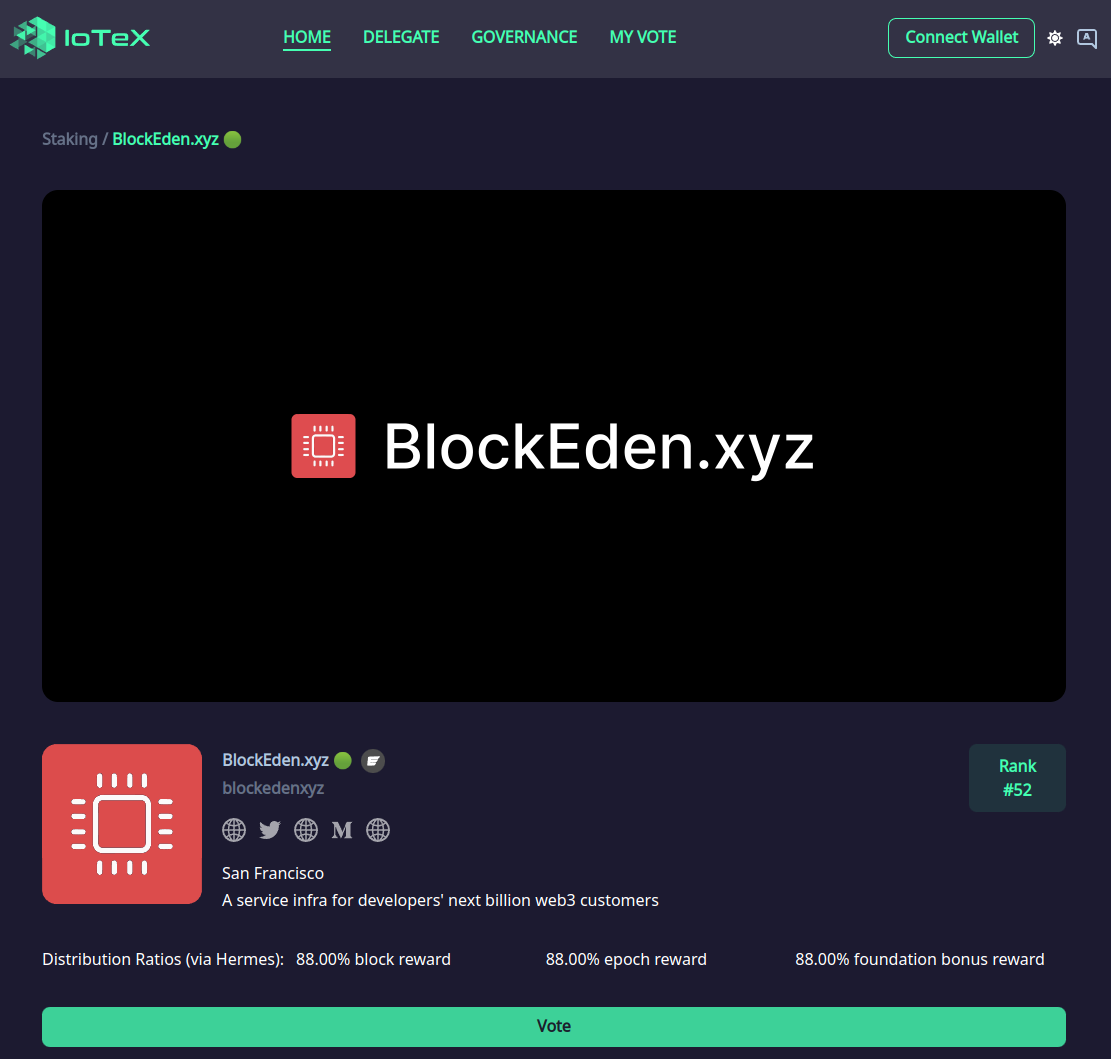 IoTeX HOME DELEGATE GOVERNANCE MY VOTE Connect Wallet A
Staking / BlockEden.xyz
BlockEden.xyz
BlockEden.xyz
blockedenxyz
Rank
#52
M
San Francisco
A service infra for developers' next billion web3 customers
Distribution Ratios (via Hermes): 88.00% block reward 88.00% epoch reward 88.00% foundation bonus reward
Vote